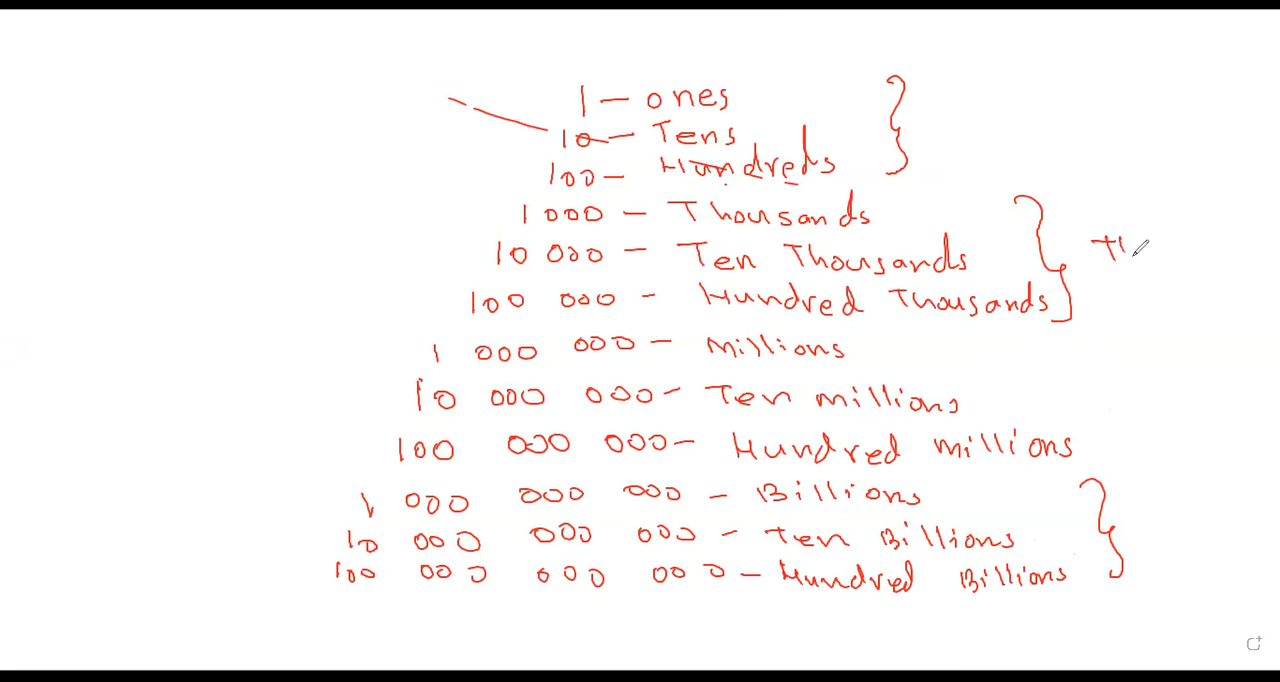 1 – ones
10 – Tens
100 – Hundreds
1 000 – Thousands
10 000 – Ten Thousands
100 000 – Hundred Thousands
1 000 000 – Millions
10 000 000 – Ten millions
100 000 000 – Hundred millions
1 000 000 000 – Billions
10 000 000 000 – Ten Billions
100 000 000 000 – Hundred Billions